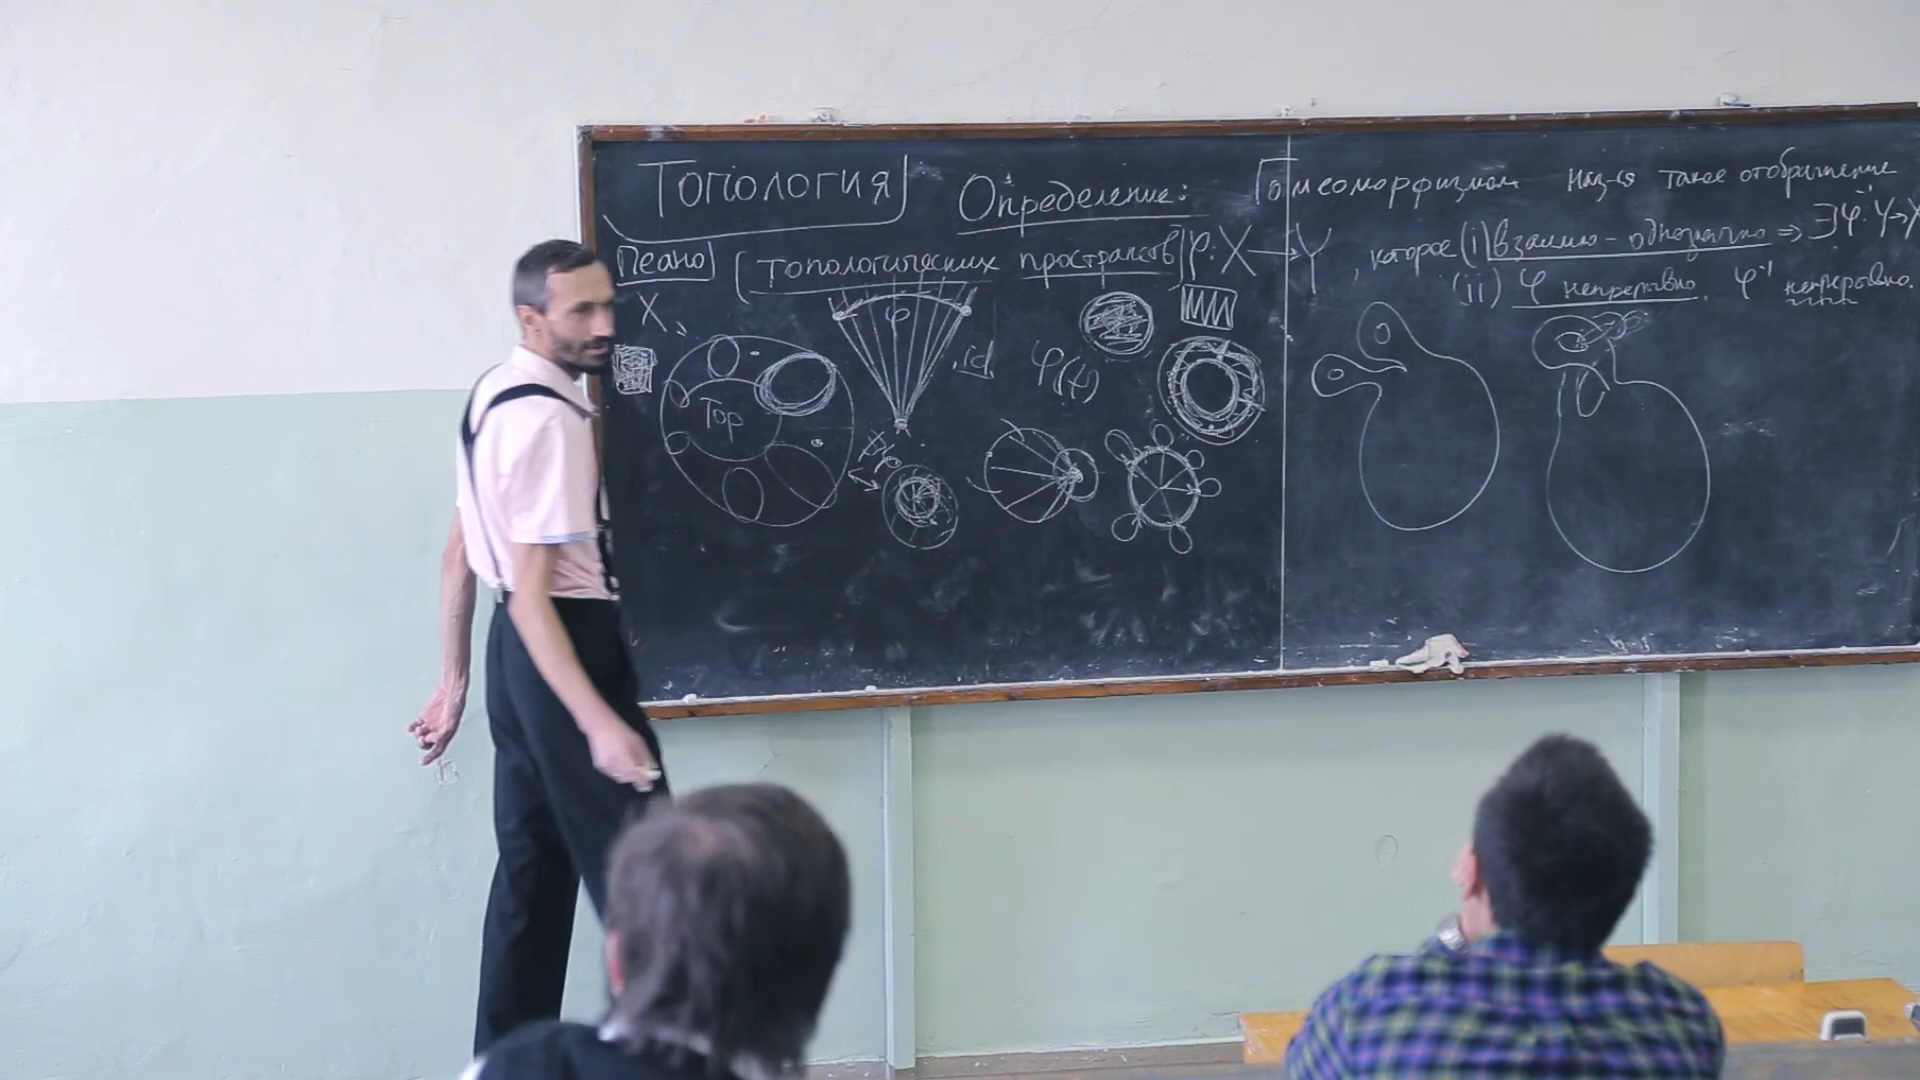 Топология
Определение: Гомеоморфизмом наз-ся такое отображение
Пеано [топологических пространств] φ: X → Y, которое (i) взаимно-однозначно => ∃φ⁻¹: Y→X
(ii) φ непрерывно, φ⁻¹ непрерывно.
X
φ
id
φ(t)
Тор